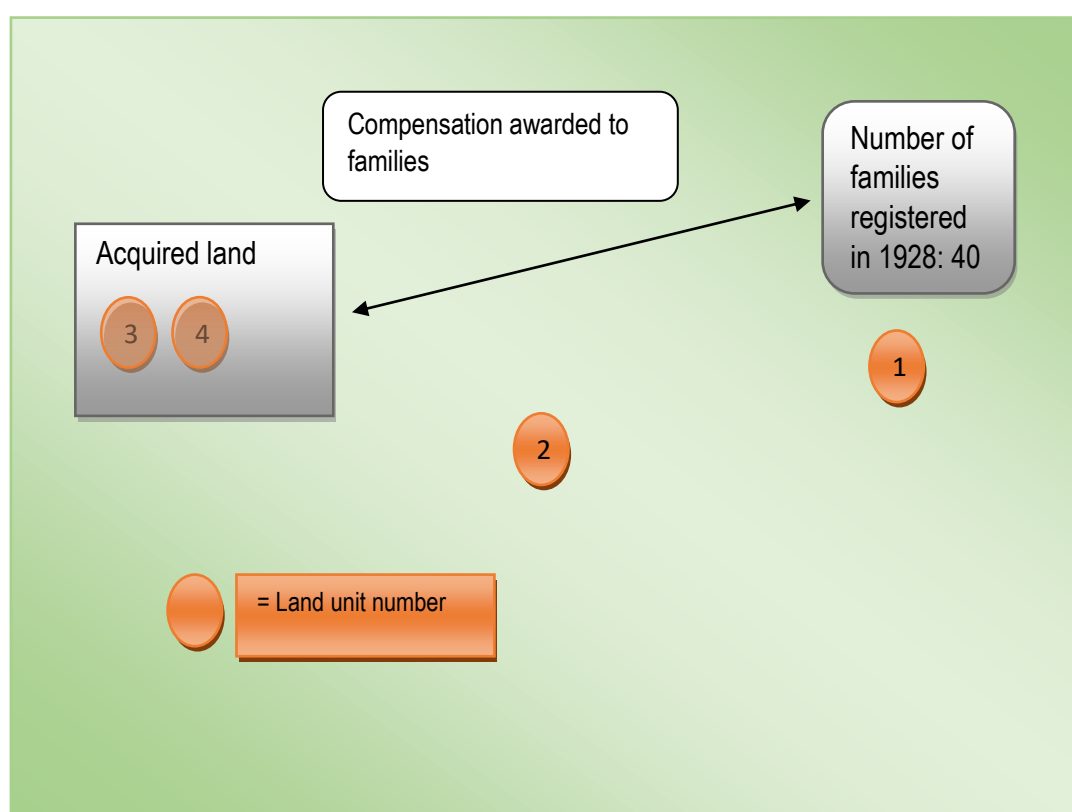 Compensation awarded to
families
Number of
families
registered
in 1928: 40
Acquired land
3 4
1
2
= Land unit number